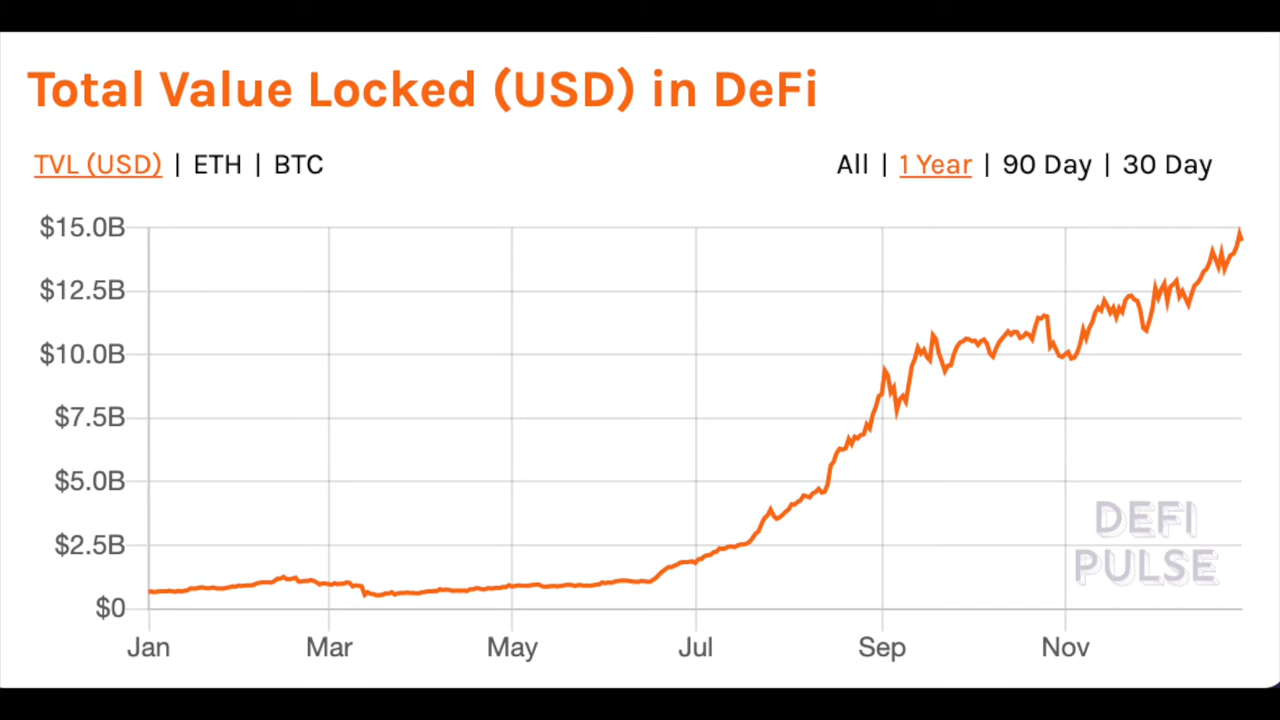 Total Value Locked (USD) in DeFi
TVL (USD) | ETH | BTC
All | 1 Year | 90 Day | 30 Day
$15.0B
$12.5B
$10.0B
$7.5B
$5.0B
$2.5B
$0
Jan Mar May Jul Sep Nov
DEFI
PULSE